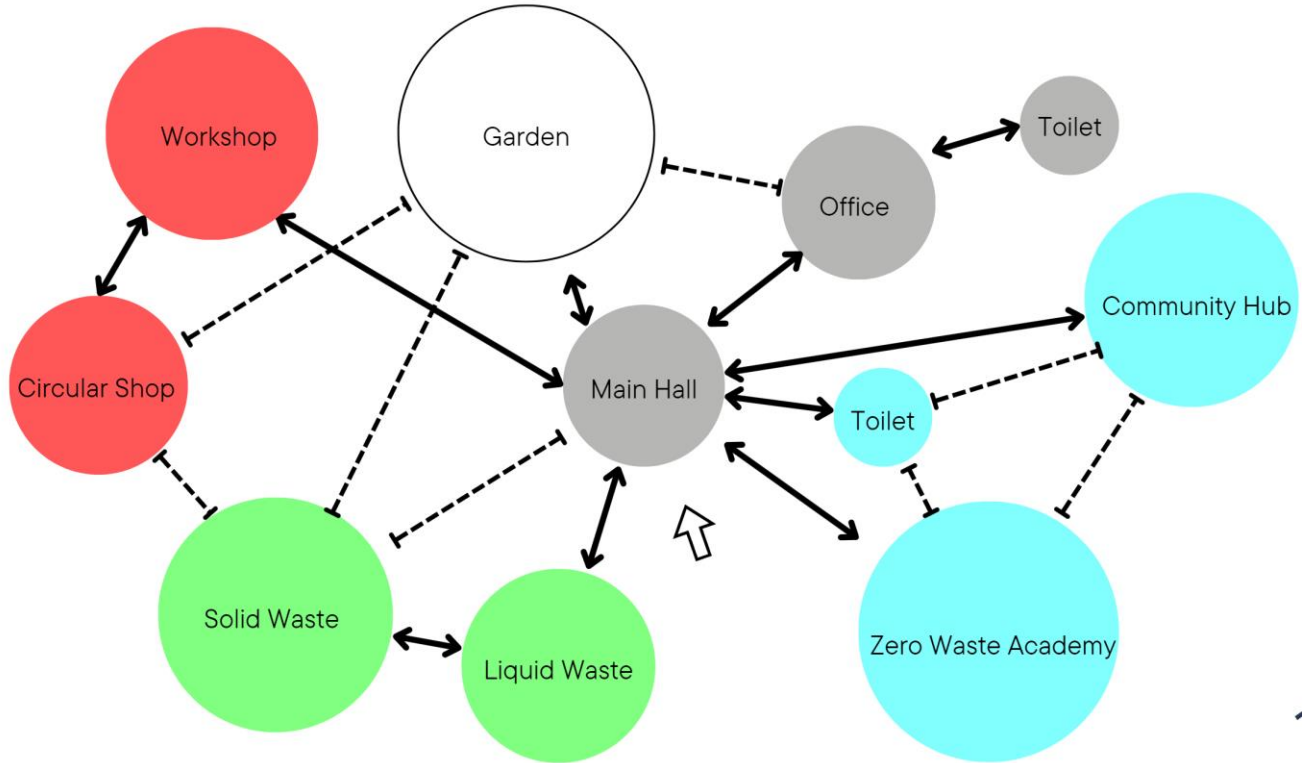 Workshop
Garden
Toilet
Office
Community Hub
Circular Shop
Main Hall
Toilet
Solid Waste
Liquid Waste
Zero Waste Academy